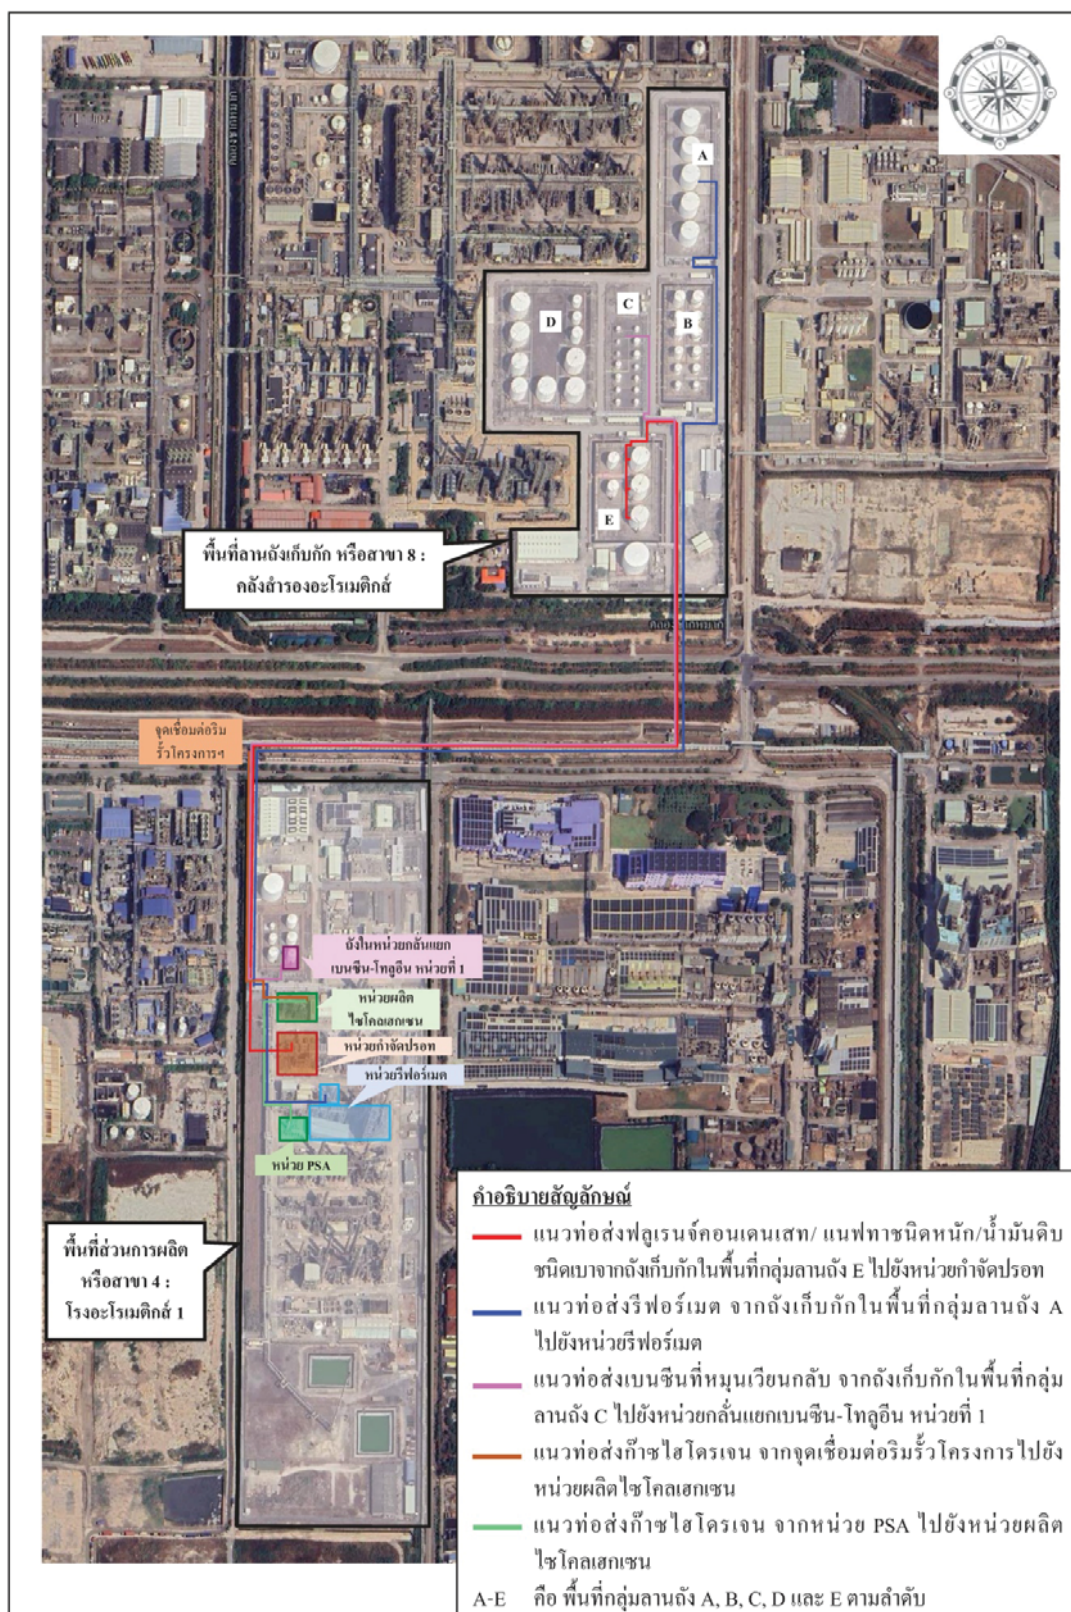 A
C
D
B
E
พื้นที่ลานถังเก็บกัก หรือสาขา 8 :
คลังสำรองอะโรเมติกส์
จุดเชื่อมต่อริม
รั้วโครงการฯ
ถังในหน่วยกลั่นแยก
เบนซีน-โทลูอีน หน่วยที่ 1
หน่วยผลิต
ไซโคลเฮกเซน
หน่วยกำจัดปรอท
หน่วยรีฟอร์เมต
หน่วย PSA
พื้นที่ส่วนการผลิต
หรือสาขา 4 :
โรงอะโรเมติกส์ 1
คำอธิบายสัญลักษณ์
แนวท่อส่งฟลูเรนจ์คอนเดนเสท/ แนฟทาชนิดหนัก/น้ำมันดิบ
ชนิดเบาจากถังเก็บกักในพื้นที่กลุ่มลานถัง E ไปยังหน่วยกำจัดปรอท
แนวท่อส่งรีฟอร์เมต จากถังเก็บกักในพื้นที่กลุ่มลานถัง A
ไปยังหน่วยรีฟอร์เมต
แนวท่อส่งเบนซีนที่หมุนเวียนกลับ จากถังเก็บกักในพื้นที่กลุ่ม
ลานถัง C ไปยังหน่วยกลั่นแยกเบนซีน-โทลูอีน หน่วยที่ 1
แนวท่อส่งก๊าซไฮโดรเจน จากจุดเชื่อมต่อริมรั้วโครงการไปยัง
หน่วยผลิตไซโคลเฮกเซน
แนวท่อส่งก๊าซไฮโดรเจน จากหน่วย PSA ไปยังหน่วยผลิต
ไซโคลเฮกเซน
A-E คือ พื้นที่กลุ่มลานถัง A, B, C, D และ E ตามลำดับ